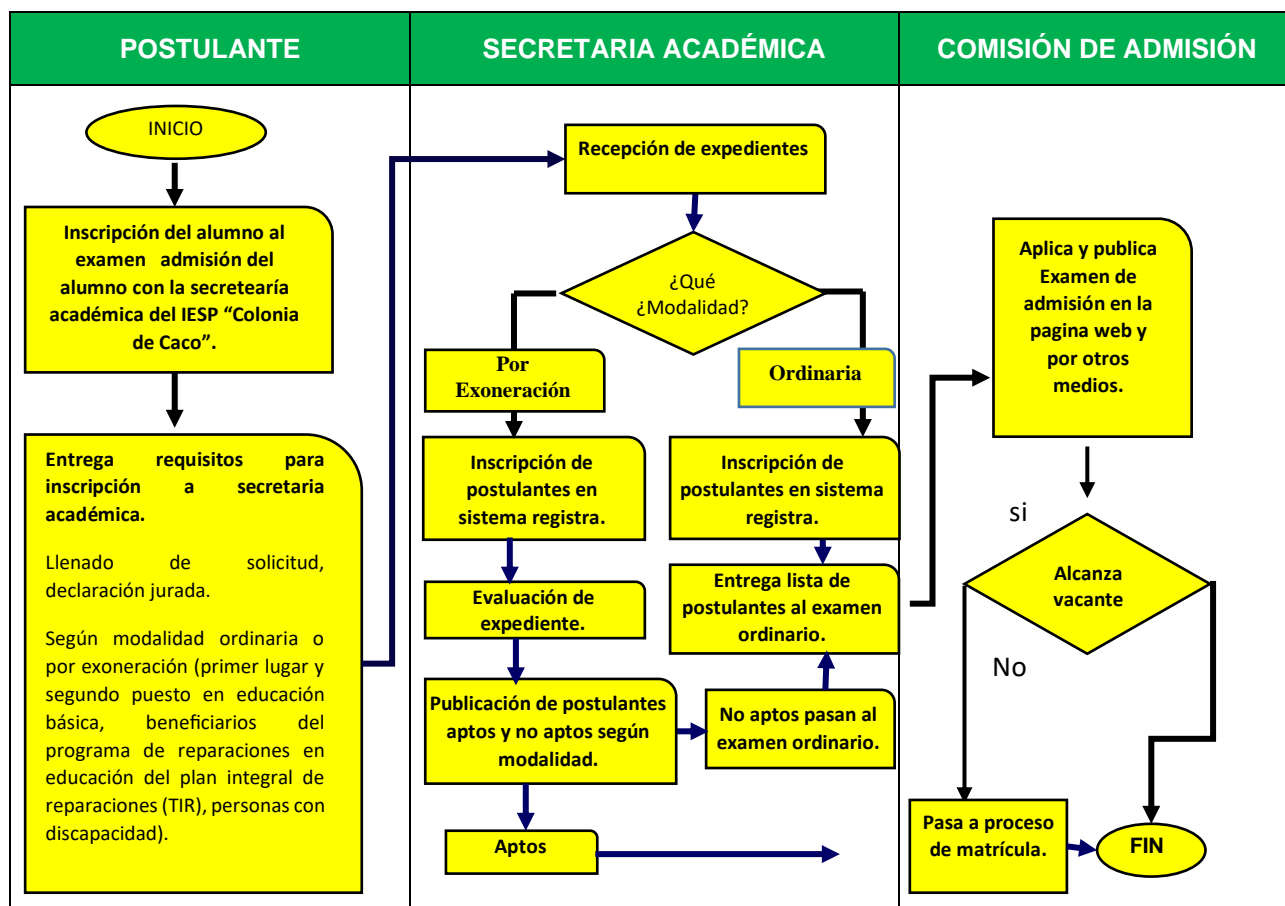 POSTULANTE
SECRETARIA ACADÉMICA
COMISIÓN DE ADMISIÓN
INICIO
Inscripción del alumno al
examen admisión del
alumno con la secretearía
académica del IESP “Colonia
de Caco”.
Entrega requisitos para
inscripción a secretaria
académica.
Llenado de solicitud,
declaración jurada.
Según modalidad ordinaria o
por exoneración (primer lugar y
segundo puesto en educación
básica, beneficiarios del
programa de reparaciones en
educación del plan integral de
reparaciones (TIR), personas con
discapacidad).
Recepción de expedientes
¿Qué
¿Modalidad?
Por
Exoneración
Ordinaria
Inscripción de
postulantes en
sistema registra.
Inscripción de
postulantes en sistema
registra.
Evaluación de
expediente.
Entrega lista de
postulantes al examen
ordinario.
Publicación de postulantes
aptos y no aptos según
modalidad.
No aptos pasan al
examen ordinario.
Aptos
Aplica y publica
Examen de
admisión en la
pagina web y
por otros
medios.
si
Alcanza
vacante
No
Pasa a proceso
de matrícula.
FIN